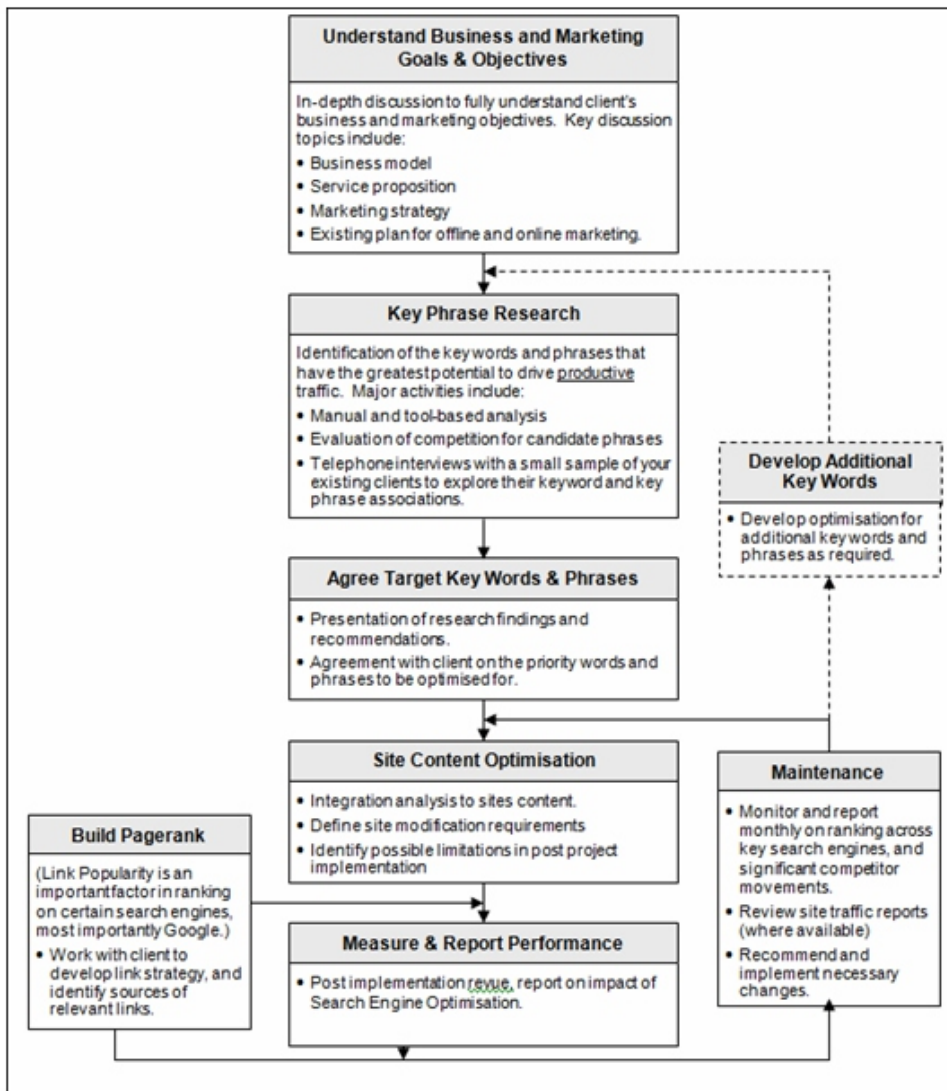 Understand Business and Marketing
Goals & Objectives
In-depth discussion to fully understand client's
business and marketing objectives. Key discussion
topics include:
• Business model
• Service proposition
• Marketing strategy
• Existing plan for offline and online marketing.
Key Phrase Research
Identification of the key words and phrases that
have the greatest potential to drive productive
traffic. Major activities include:
• Manual and tool-based analysis
• Evaluation of competition for candidate phrases
• Telephone interviews with a small sample of your
existing clients to explore their keyword and key
phrase associations.
Develop Additional
Key Words
• Develop optimisation for
additional key words and
phrases as required.
Agree Target Key Words & Phrases
• Presentation of research findings and
recommendations.
• Agreement with client on the priority words and
phrases to be optimised for.
Site Content Optimisation
• Integration analysis to sites content.
• Define site modification requirements
• Identify possible limitations in post project
implementation
Maintenance
• Monitor and report
monthly on ranking across
key search engines, and
significant competitor
movements.
• Review site traffic reports
(where available)
• Recommend and
implement necessary
changes.
Build Pagerank
(Link Popularity is an
important factor in ranking
on certain search engines,
most importantly Google.)
• Work with client to
develop link strategy, and
identify sources of
relevant links.
Measure & Report Performance
• Post implementation revue, report on impact of
Search Engine Optimisation.